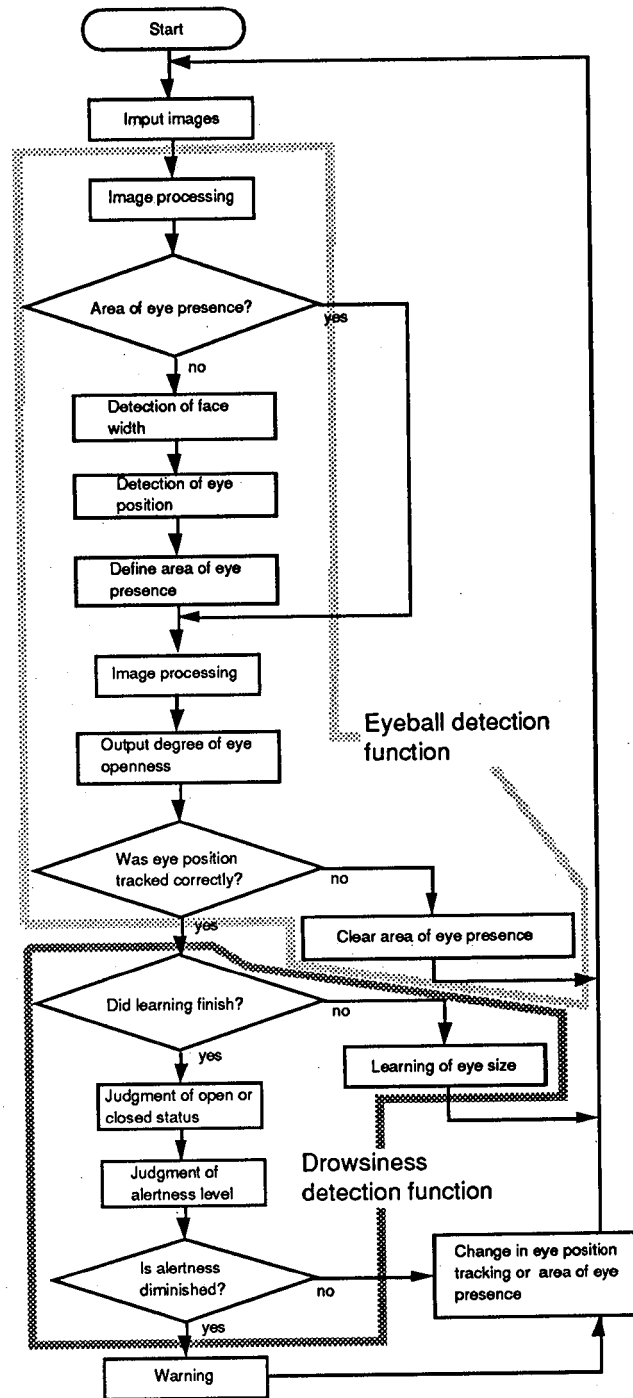 Start
Imput images
Image processing
Area of eye presence?
yes
no
Detection of face
width
Detection of eye
position
Define area of eye
presence
Image processing
Eyeball detection
function
Output degree of eye
openness
Was eye position
tracked correctly?
no
yes
Clear area of eye presence
Did learning finish?
no
yes
Learning of eye size
Judgment of open or
closed status
Judgment of
alertness level
Drowsiness
detection function
Is alertness
diminished?
no
yes
Change in eye position
tracking or area of eye
presence
Warning